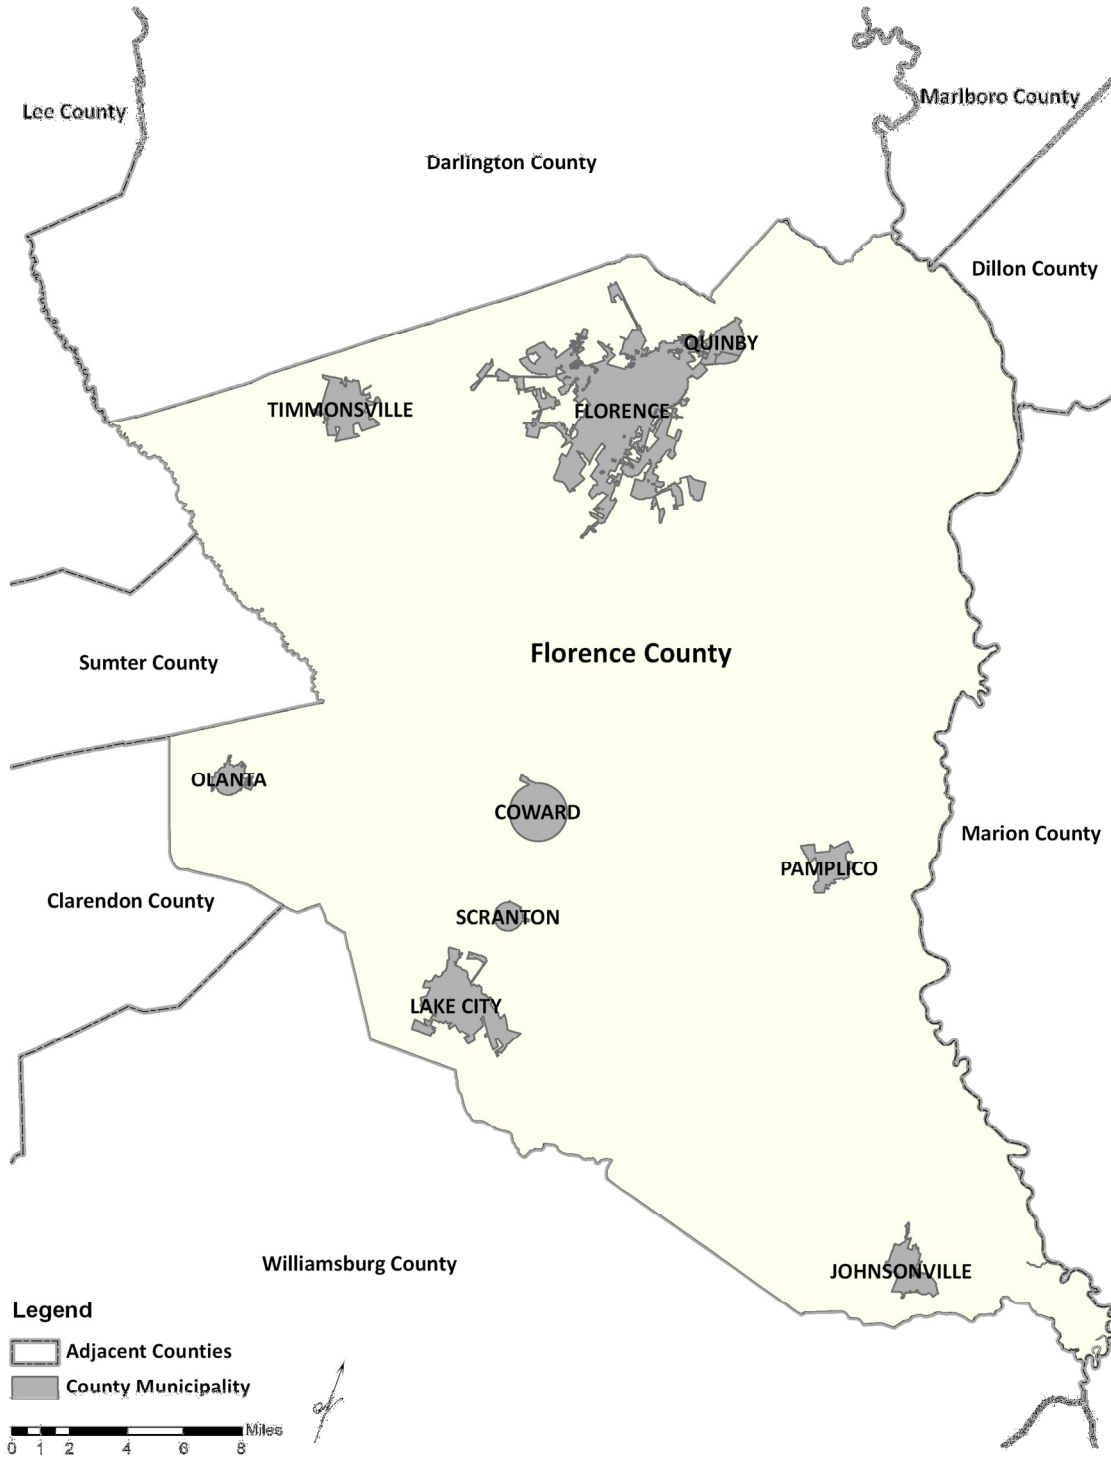 Lee County
Marlboro County
Darlington County
Dillon County
QUINBY
TIMMONSVILLE
FLORENCE
Florence County
Sumter County
OLANTA
COWARD
Marion County
PAMPLICO
Clarendon County
SCRANTON
LAKE CITY
Williamsburg County
JOHNSONVILLE
Legend
Adjacent Counties
County Municipality
Miles
0 1 2 4 6 8